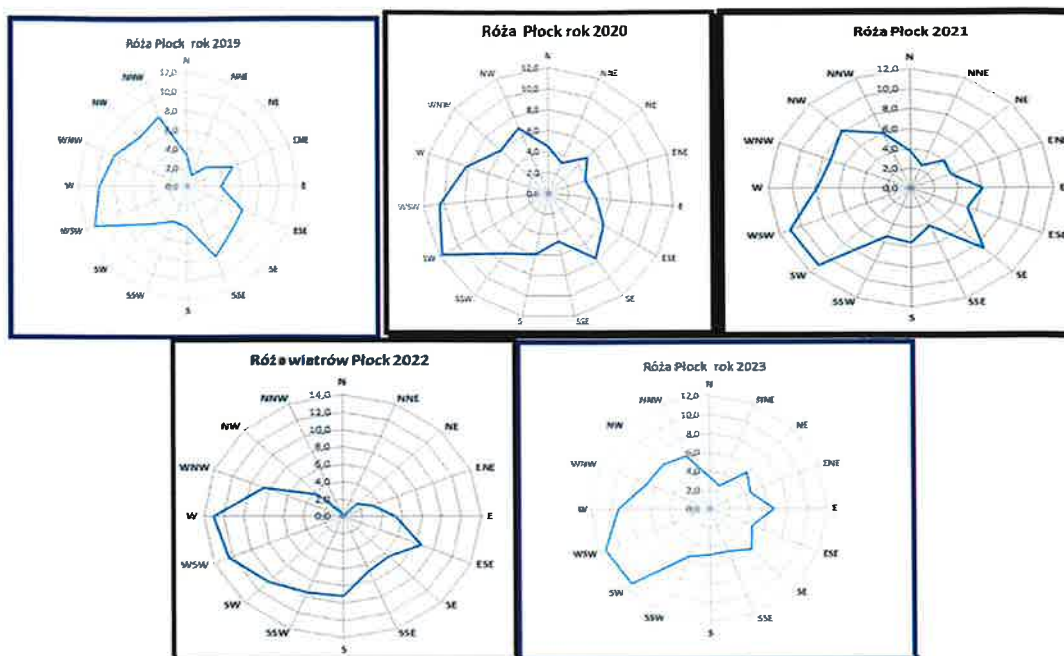 Róża Płock rok 2019
N
NNE
NE
ENE
E
ESE
SE
SSE
S
SSW
SW
WSW
W
WNW
NW
NNW
12,0
10,0
8,0
6,0
4,0
2,0
0,0
Róża Płock rok 2020
N
NE
NE
ENE
E
ESE
SE
SSE
S
SSW
SW
WSW
W
WNW
NW
12,0
10,0
8,0
6,0
4,0
2,0
0,0
Róża Płock 2021
N
NNE
NE
ENE
E
ESE
SE
SSE
S
SSW
SW
WSW
W
WNW
NW
NNW
12,0
10,0
8,0
6,0
4,0
2,0
0,0
Róża wiatrów Płock 2022
N
NNE
NE
ENE
E
ESE
SE
SSE
S
SSW
SW
WSW
W
WNW
NW
NNW
14,0
12,0
10,0
8,0
6,0
4,0
2,0
0,0
Róża Płock rok 2023
N
NNE
NE
ENE
E
ESE
SE
SSE
S
SSW
SW
WSW
W
WNW
NW
NNW
12,0
10,0
8,0
6,0
4,0
2,0
0,0